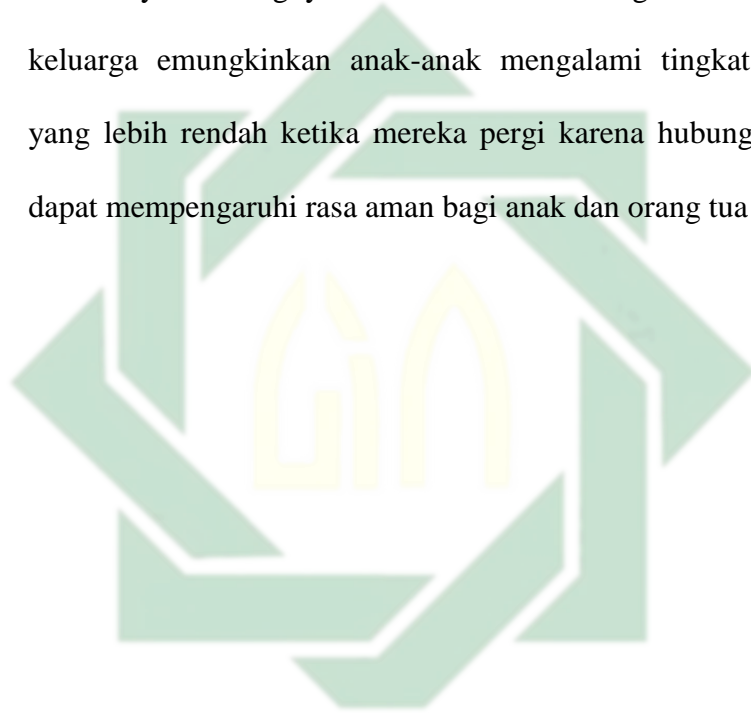 keluarga emungkinkan anak-anak mengalami tingkat
yang lebih rendah ketika mereka pergi karena hubung
dapat mempengaruhi rasa aman bagi anak dan orang tua
uin